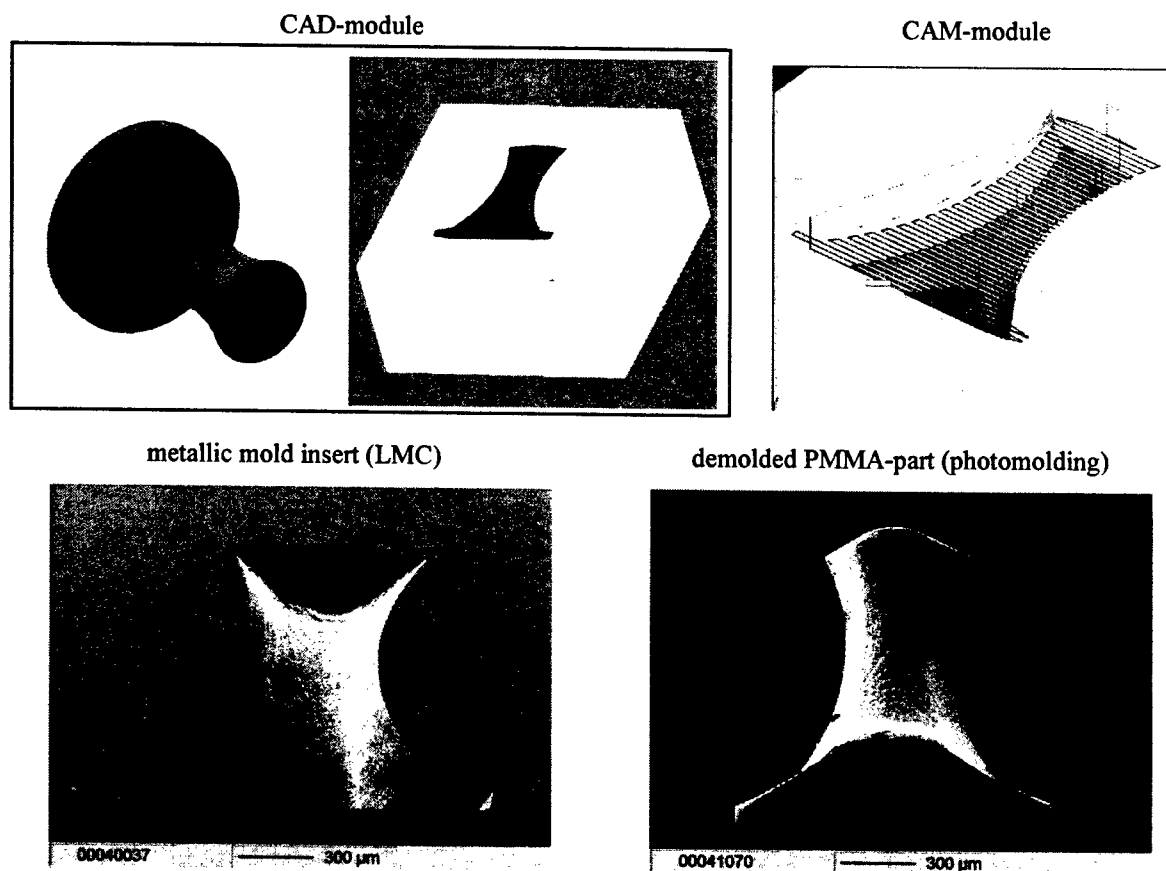 CAD-module
CAM-module
metallic mold insert (LMC)
demolded PMMA-part (photomolding)
00040037
300 µm
00041070
300 µm